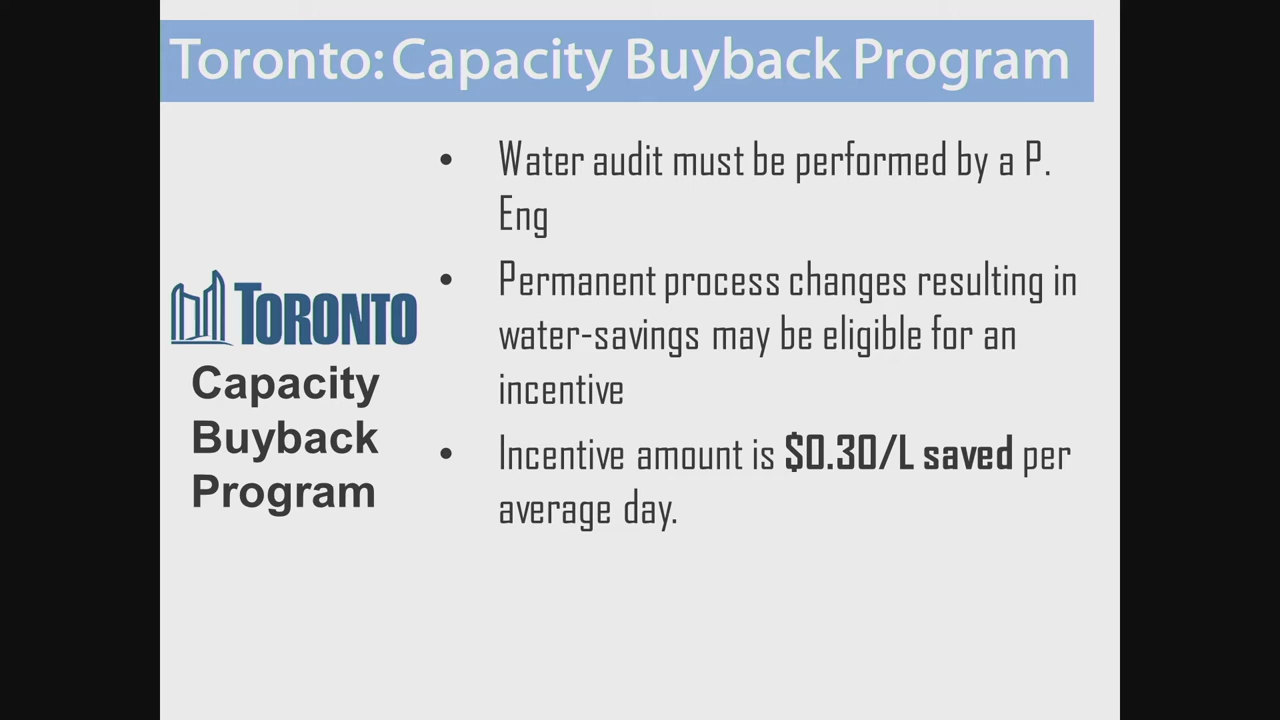 Toronto: Capacity Buyback Program
TORONTO
Capacity
Buyback
Program
• Water audit must be performed by a P.
Eng
• Permanent process changes resulting in
water-savings may be eligible for an
incentive
• Incentive amount is $0.30/L saved per
average day.